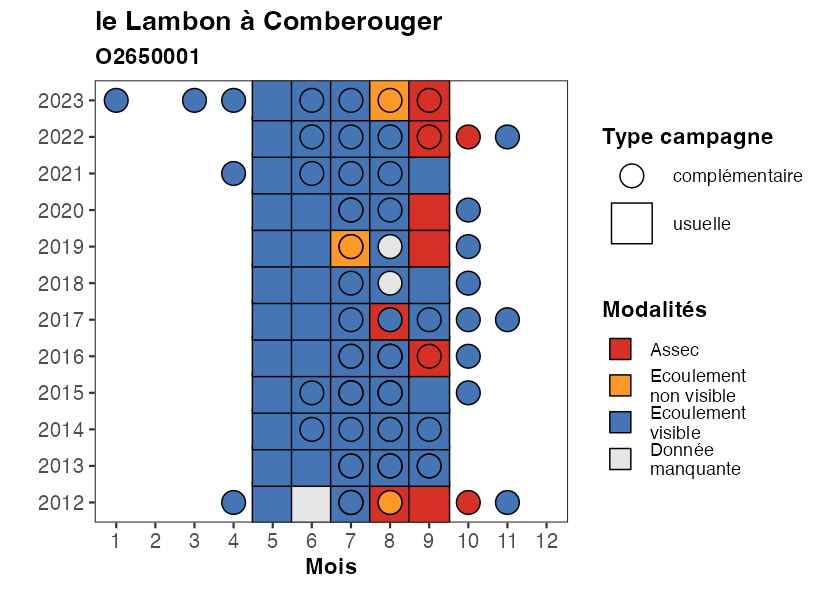 le Lambon à Comberouger
O2650001
2023
2022
2021
2020
2019
2018
2017
2016
2015
2014
2013
2012
1 2 3 4 5 6 7 8 9 10 11 12
Mois
Type campagne
complémentaire
usuelle
Modalités
Assec
Ecoulement
non visible
Ecoulement
visible
Donnée
manquante